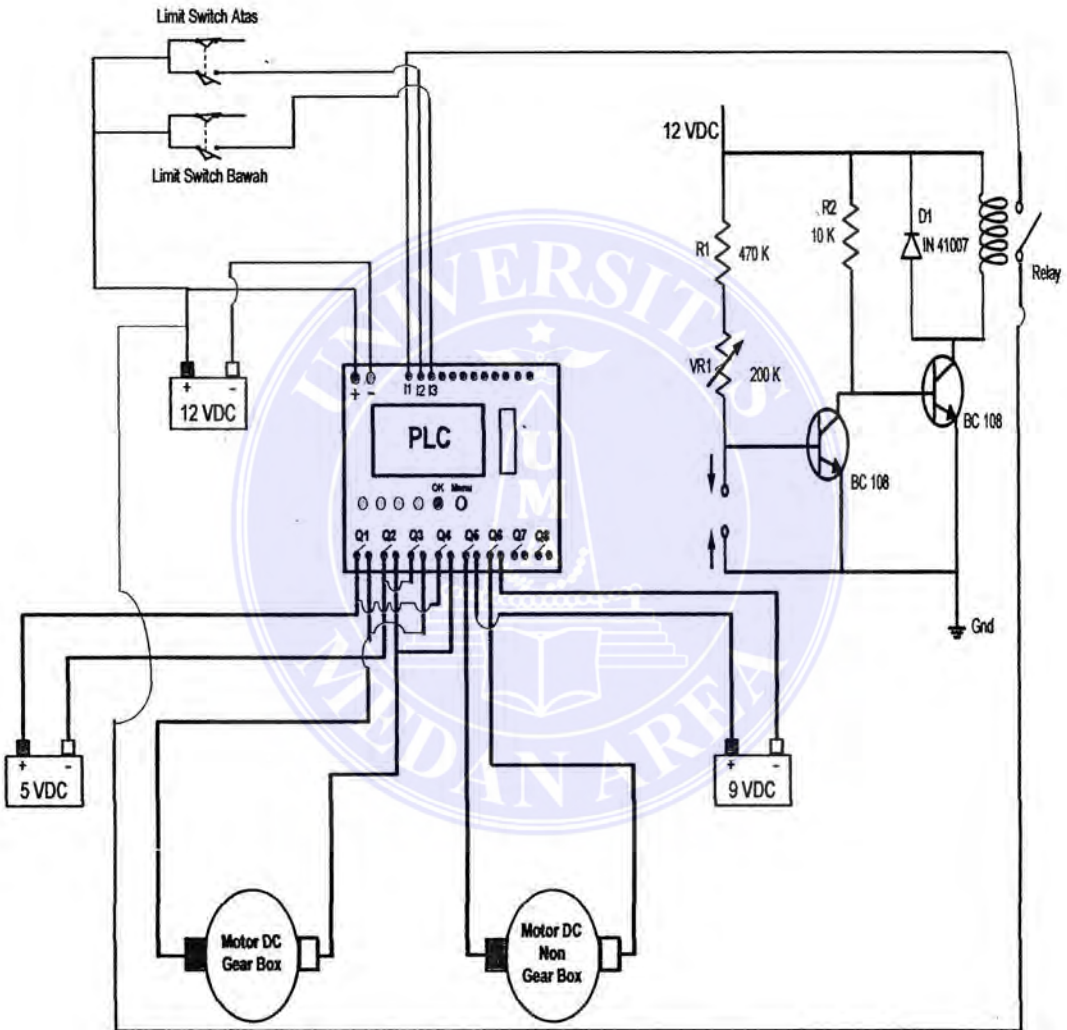 Limit Switch Atas
Limit Switch Bawah
12 VDC
R1
470 K
R2
10 K
D1
IN 41007
Relay
VR1
200 K
BC 108
BC 108
Gnd
+ -
12 VDC
+ -
I1 I2 I3
PLC
OK Menu
Q1 Q2 Q3 Q4 Q5 Q6 Q7 Q8
+ -
5 VDC
+ -
9 VDC
Motor DC
Gear Box
Motor DC
Non
Gear Box
UNIVERSITAS
UM
MEDAN AREA